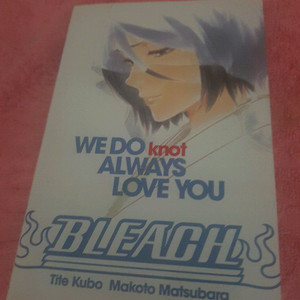 WE DO knot
ALWAYS
LOVE YOU
BLEACH
Tite Kubo Makoto Matsubara